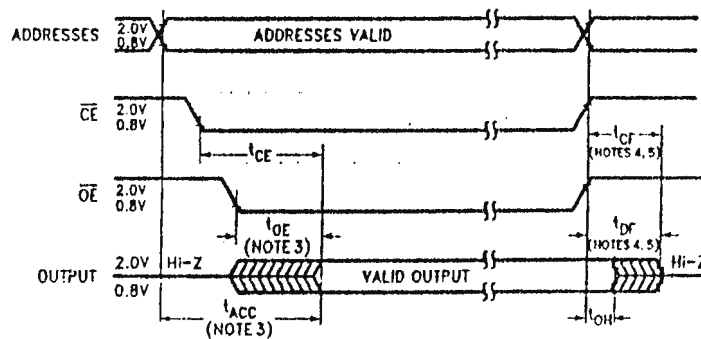 ADDRESSES
2.0V
0.8V
ADDRESSES VALID
CE
2.0V
0.8V
tCE
tCF
(NOTES 4, 5)
OE
2.0V
0.8V
tOE
(NOTE 3)
tDF
(NOTES 4, 5)
OUTPUT
2.0V
0.8V
Hi-Z
VALID OUTPUT
Hi-Z
tACC
(NOTE 3)
tOH